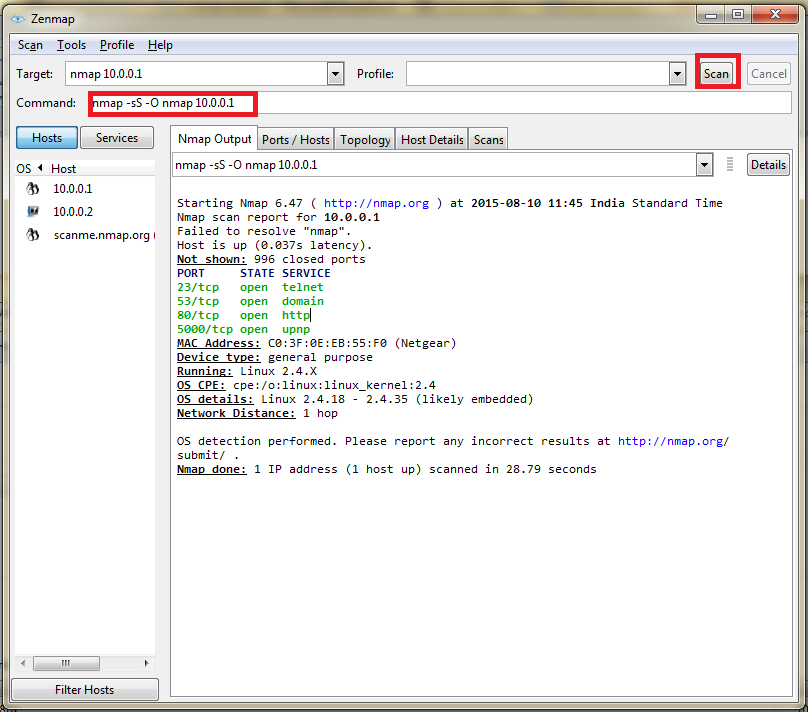 Zenmap
Scan Tools Profile Help
Target: nmap 10.0.0.1 Profile: Scan Cancel
Command: nmap -sS -O nmap 10.0.0.1
Hosts Services
Nmap Output Ports / Hosts Topology Host Details Scans
OS Host
nmap -sS -O nmap 10.0.0.1 Details
10.0.0.1
10.0.0.2
scanme.nmap.org (
Starting Nmap 6.47 ( http://nmap.org ) at 2015-08-10 11:45 India Standard Time
Nmap scan report for 10.0.0.1
Failed to resolve "nmap".
Host is up (0.037s latency).
Not shown: 996 closed ports
PORT STATE SERVICE
23/tcp open telnet
53/tcp open domain
80/tcp open http
5000/tcp open upnp
MAC Address: C0:3F:0E:EB:55:F0 (Netgear)
Device type: general purpose
Running: Linux 2.4.X
OS CPE: cpe:/o:linux:linux_kernel:2.4
OS details: Linux 2.4.18 - 2.4.35 (likely embedded)
Network Distance: 1 hop
OS detection performed. Please report any incorrect results at http://nmap.org/
submit/ .
Nmap done: 1 IP address (1 host up) scanned in 28.79 seconds
Filter Hosts